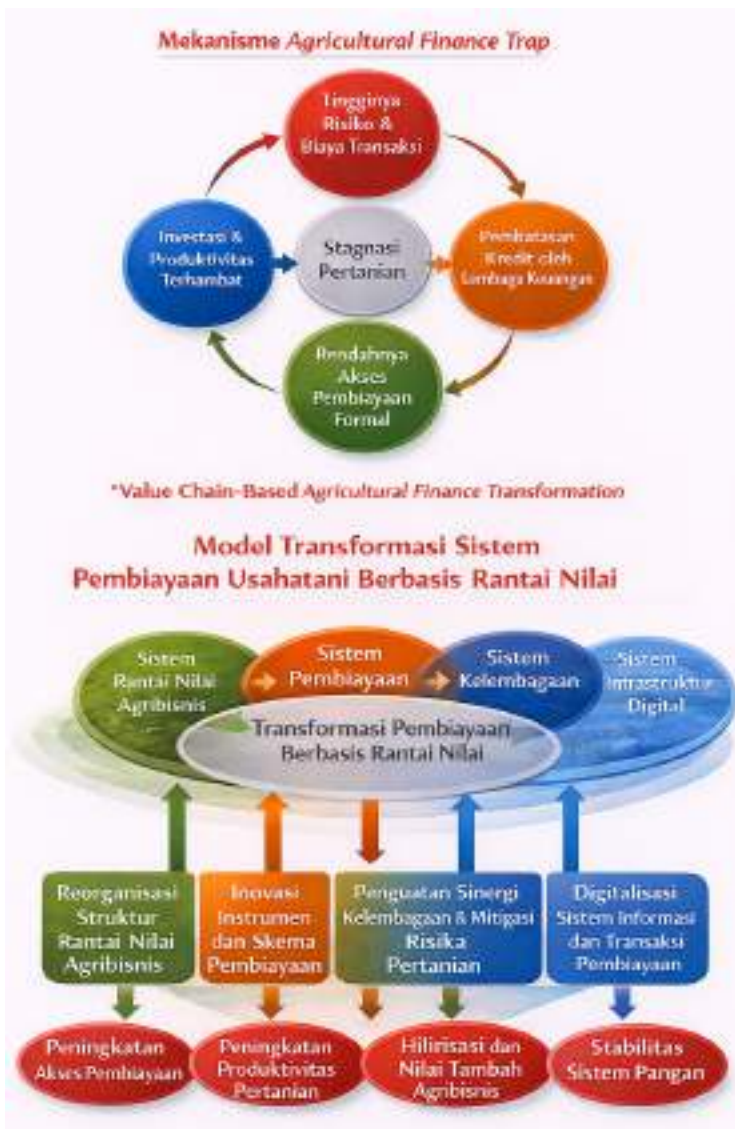 Mekanisme Agricultural Finance Trap
Tingginya
Risiko &
Biaya Transaksi
Investasi &
Produktivitas
Terhambat
Stagnasi
Pertanian
Pembatasan
Kredit oleh
Lembaga Keuangan
Rendahnya
Akses
Pembiayaan
Formal
*Value Chain-Based Agricultural Finance Transformation
Model Transformasi Sistem
Pembiayaan Usahatani Berbasis Rantai Nilai
Sistem
Rantai Nilai
Agribisnis
Sistem
Pembiayaan
Sistem
Kelembagaan
Sistem
Infrastruktur
Digital
Transformasi Pembiayaan
Berbasis Rantai Nilai
Reorganisasi
Struktur
Rantai Nilai
Agribisnis
Inovasi
Instrumen
dan Skema
Pembiayaan
Penguatan Sinergi
Kelembagaan & Mitigasi
Risika
Pertanian
Digitalisasi
Sistem Informasi
dan Transaksi
Pembiayaan
Peningkatan
Akses Pembiayaan
Peningkatan
Produktivitas
Pertanian
Hilirisasi dan
Nilai Tambah
Agribisnis
Stabilitas
Sistem Pangan